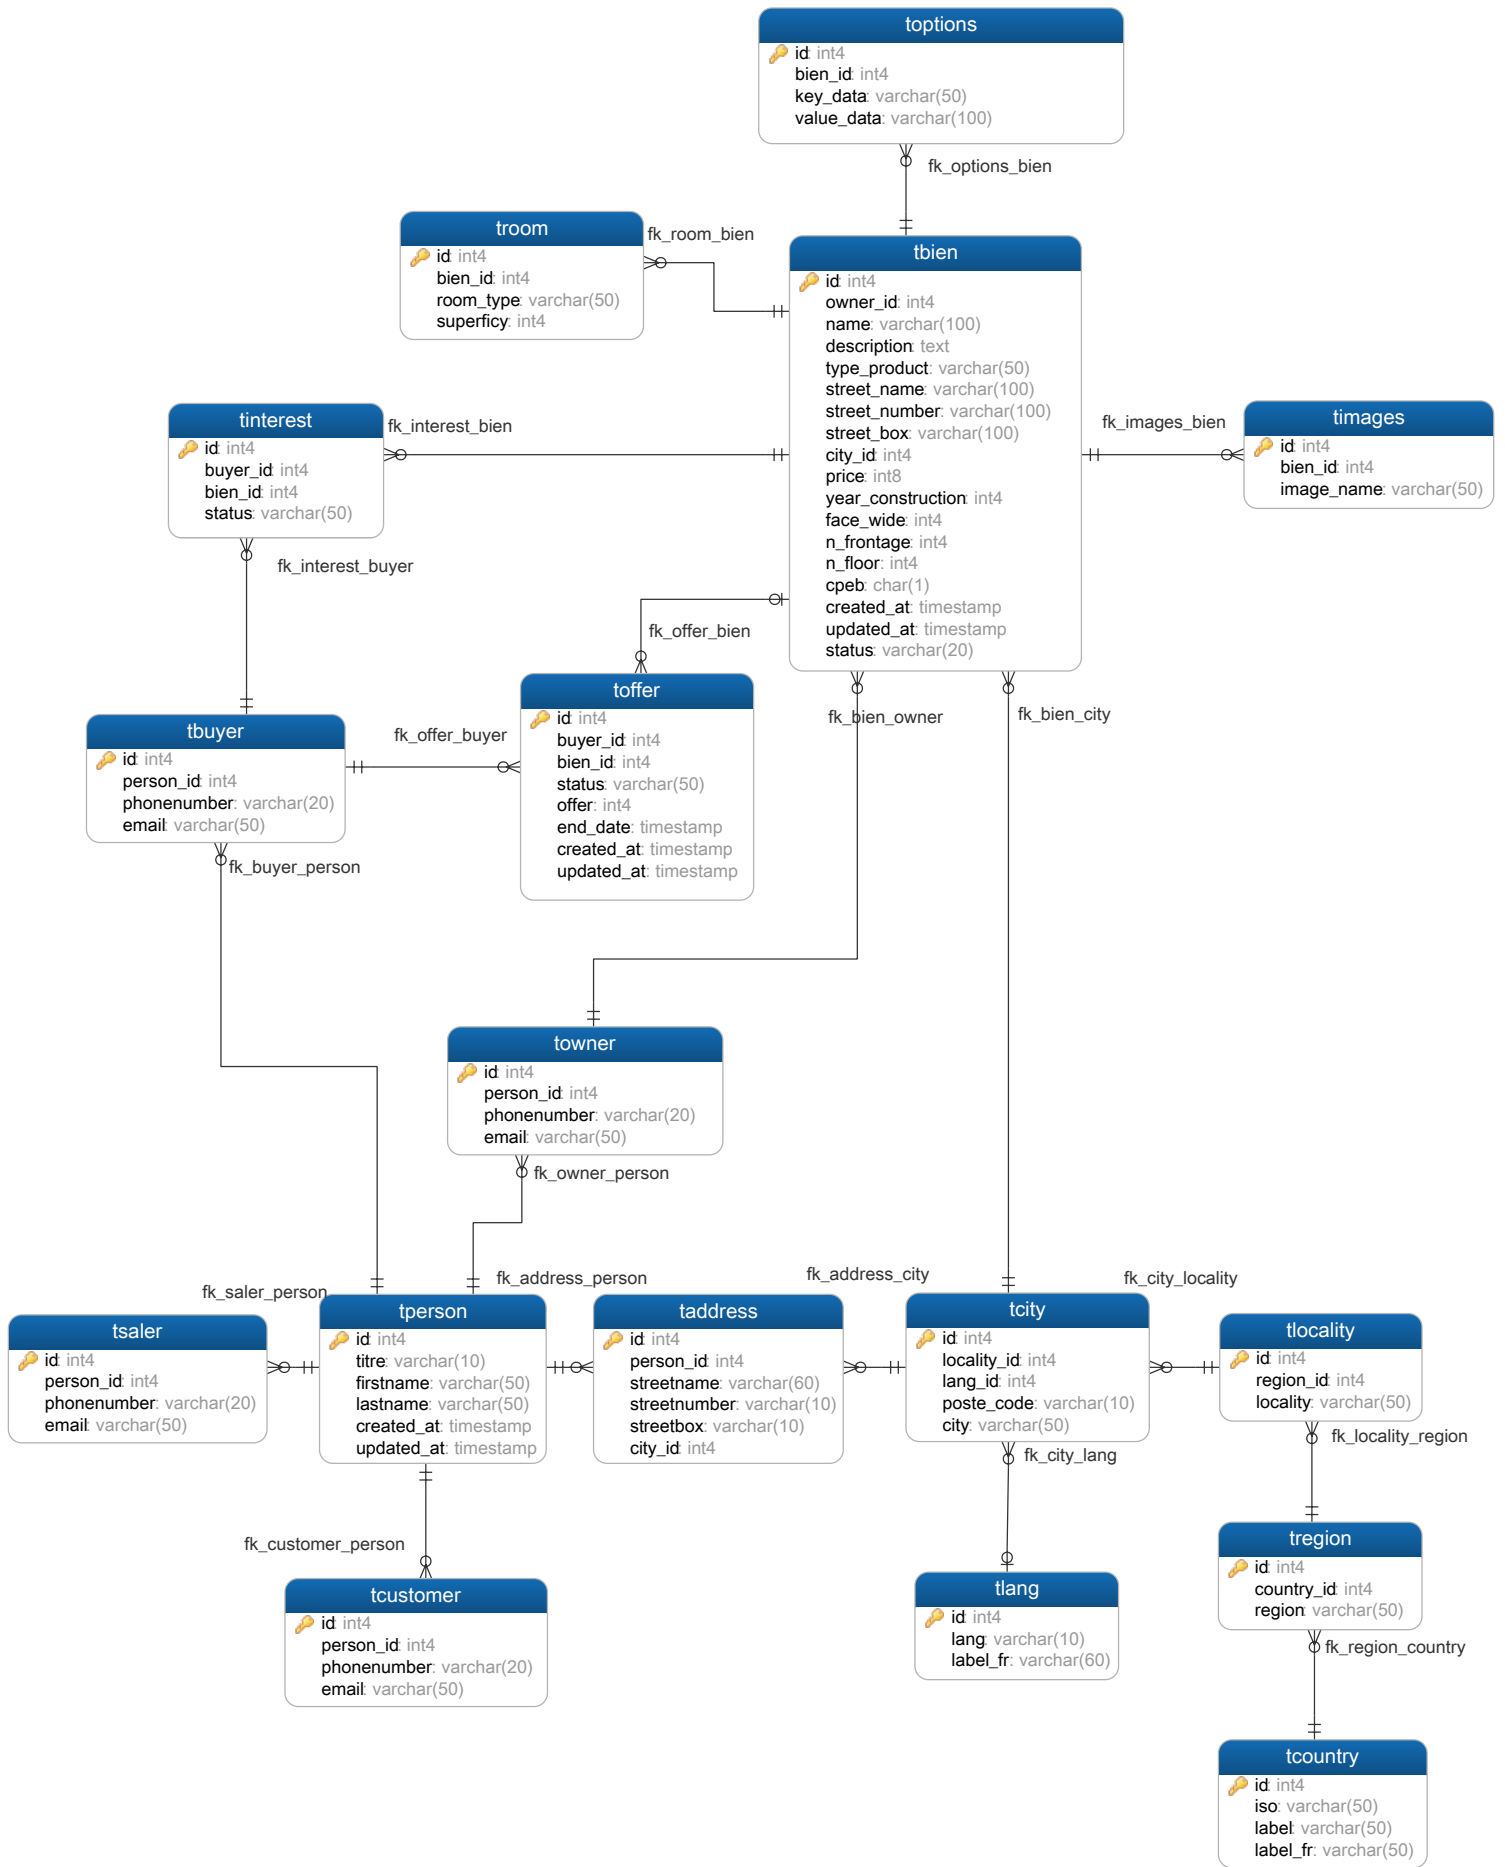 toptions
id: int4
bien_id: int4
key_data: varchar(50)
value_data: varchar(100)
fk_options_bien
troom
id: int4
bien_id: int4
room_type: varchar(50)
superficy: int4
fk_room_bien
tbien
id: int4
owner_id: int4
name: varchar(100)
description: text
type_product: varchar(50)
street_name: varchar(100)
street_number: varchar(100)
street_box: varchar(100)
city_id: int4
price: int8
year_construction: int4
face_wide: int4
n_frontage: int4
n_floor: int4
cpeb: char(1)
created_at: timestamp
updated_at: timestamp
status: varchar(20)
tinterest
id: int4
buyer_id: int4
bien_id: int4
status: varchar(50)
fk_interest_bien
fk_images_bien
timages
id: int4
bien_id: int4
image_name: varchar(50)
fk_interest_buyer
fk_offer_bien
toffer
id: int4
buyer_id: int4
bien_id: int4
status: varchar(50)
offer: int4
end_date: timestamp
created_at: timestamp
updated_at: timestamp
fk_bien_owner
fk_bien_city
tbuyer
id: int4
person_id: int4
phonenumber: varchar(20)
email: varchar(50)
fk_offer_buyer
fk_buyer_person
towner
id: int4
person_id: int4
phonenumber: varchar(20)
email: varchar(50)
fk_owner_person
fk_saler_person
fk_address_person
fk_address_city
fk_city_locality
tsaler
id: int4
person_id: int4
phonenumber: varchar(20)
email: varchar(50)
tperson
id: int4
titre: varchar(10)
firstname: varchar(50)
lastname: varchar(50)
created_at: timestamp
updated_at: timestamp
taddress
id: int4
person_id: int4
streetname: varchar(60)
streetnumber: varchar(10)
streetbox: varchar(10)
city_id: int4
tcity
id: int4
locality_id: int4
lang_id: int4
poste_code: varchar(10)
city: varchar(50)
tlocality
id: int4
region_id: int4
locality: varchar(50)
fk_city_lang
fk_locality_region
fk_customer_person
tcustomer
id: int4
person_id: int4
phonenumber: varchar(20)
email: varchar(50)
tlang
id: int4
lang: varchar(10)
label_fr: varchar(60)
tregion
id: int4
country_id: int4
region: varchar(50)
fk_region_country
tcountry
id: int4
iso: varchar(50)
label: varchar(50)
label_fr: varchar(50)